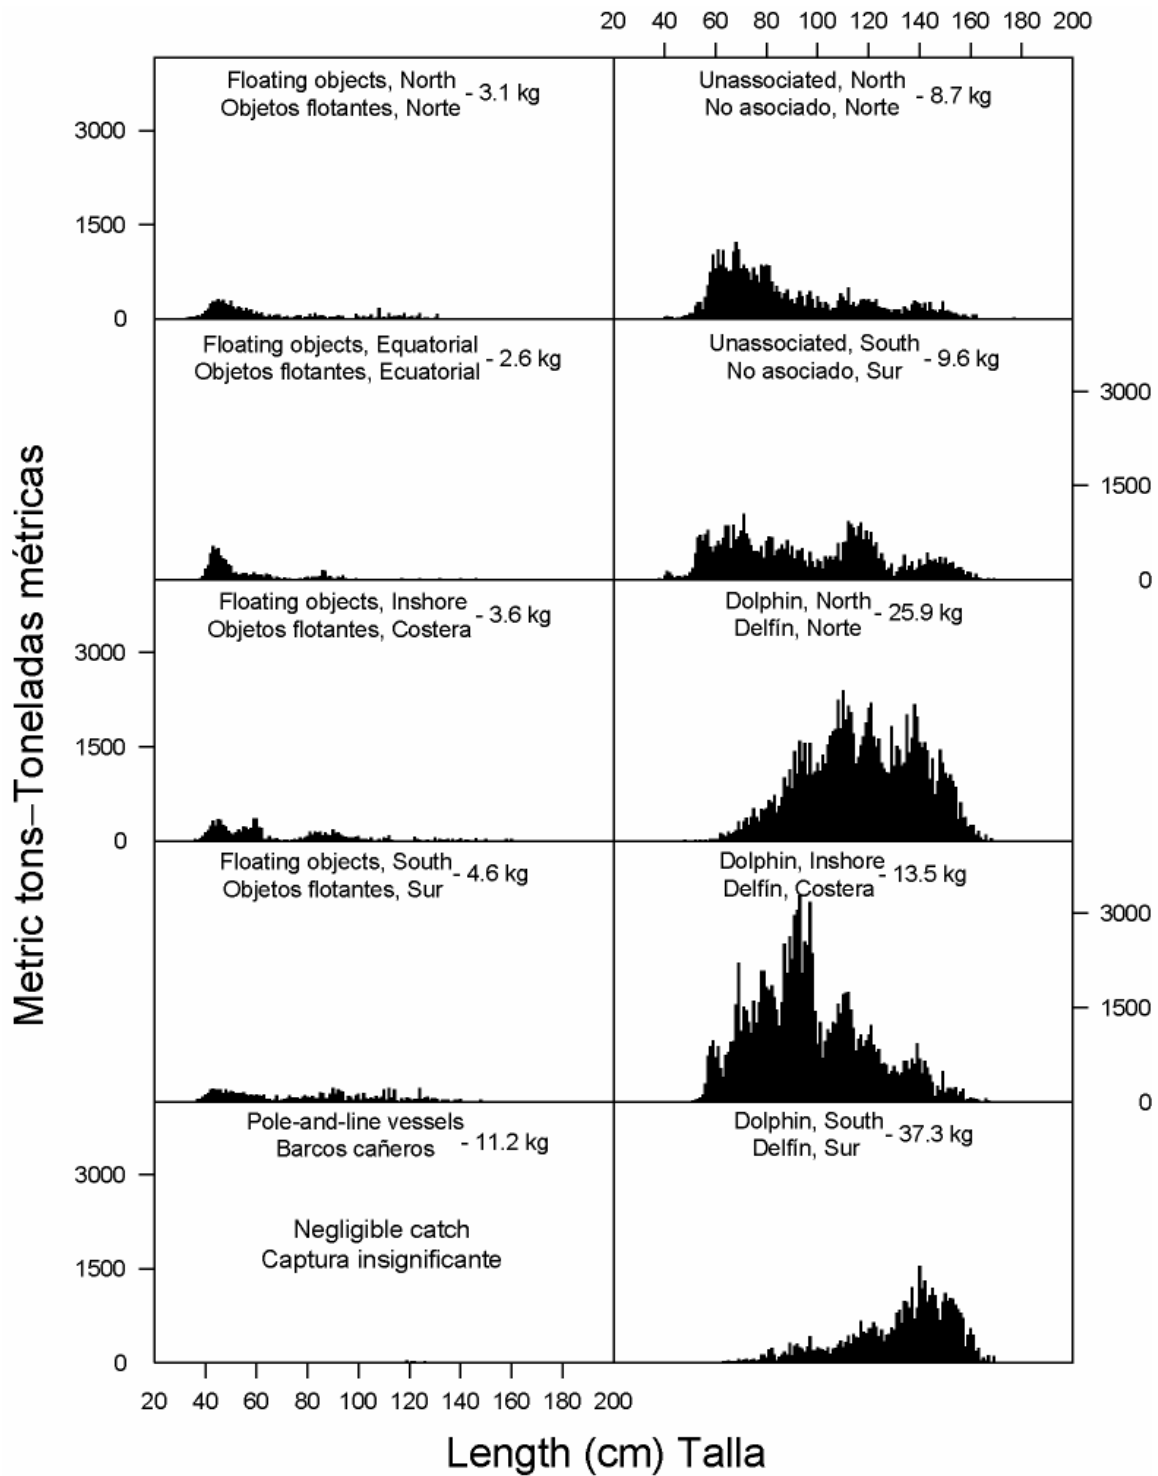 20 40 60 80 100 120 140 160 180 200
Floating objects, North
Objetos flotantes, Norte
- 3.1 kg
Unassociated, North
No asociado, Norte
- 8.7 kg
3000
1500
0
Floating objects, Equatorial
Objetos flotantes, Ecuatorial
- 2.6 kg
Unassociated, South
No asociado, Sur
- 9.6 kg
3000
1500
0
Floating objects, Inshore
Objetos flotantes, Costera
- 3.6 kg
Dolphin, North
Delfín, Norte
- 25.9 kg
3000
1500
0
Floating objects, South
Objetos flotantes, Sur
- 4.6 kg
Dolphin, Inshore
Delfín, Costera
- 13.5 kg
3000
1500
0
Pole-and-line vessels
Barcos cañeros
- 11.2 kg
Negligible catch
Captura insignificante
Dolphin, South
Delfín, Sur
- 37.3 kg
3000
1500
0
20 40 60 80 100 120 140 160 180 200
Metric tons–Toneladas métricas
Length (cm) Talla